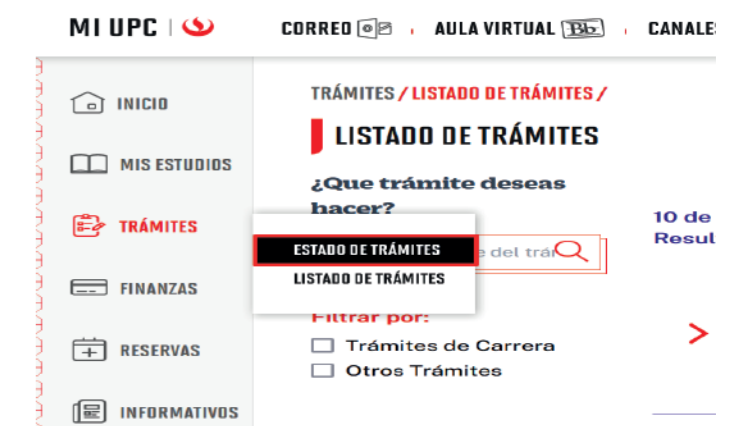 MI UPC
CORREO
AULA VIRTUAL Bb
CANALE
INICIO
MIS ESTUDIOS
TRÁMITES
FINANZAS
RESERVAS
INFORMATIVOS
TRÁMITES / LISTADO DE TRÁMITES /
LISTADO DE TRÁMITES
¿Que trámite deseas
hacer?
ESTADO DE TRÁMITES
LISTADO DE TRÁMITES
del trá
Filtrar por:
Trámites de Carrera
Otros Trámites
10 de
Resul